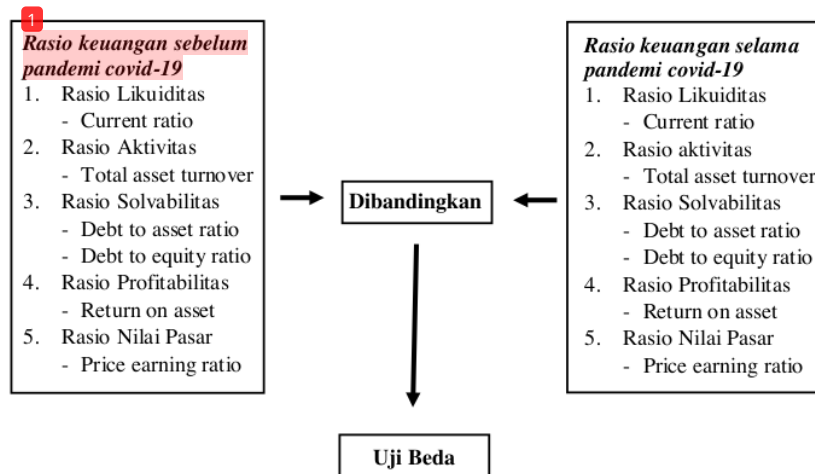 1
Rasio keuangan sebelum
pandemi covid-19
1. Rasio Likuiditas
- Current ratio
2. Rasio Aktivitas
- Total asset turnover
3. Rasio Solvabilitas
- Debt to asset ratio
- Debt to equity ratio
4. Rasio Profitabilitas
- Return on asset
5. Rasio Nilai Pasar
- Price earning ratio
Dibandingkan
Rasio keuangan selama
pandemi covid-19
1. Rasio Likuiditas
- Current ratio
2. Rasio aktivitas
- Total asset turnover
3. Rasio Solvabilitas
- Debt to asset ratio
- Debt to equity ratio
4. Rasio Profitabilitas
- Return on asset
5. Rasio Nilai Pasar
- Price earning ratio
Uji Beda